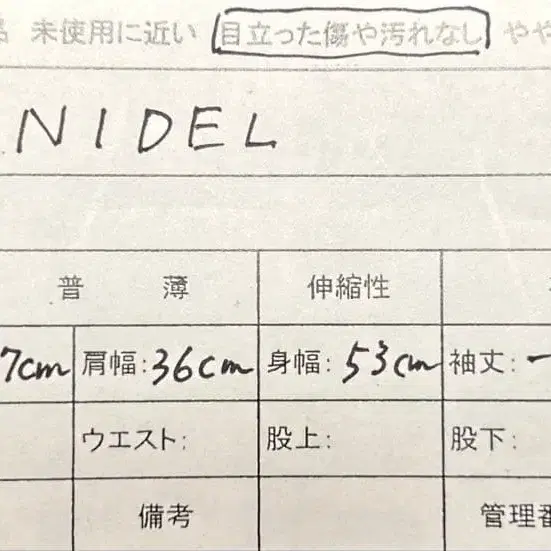 未使用に近い 目立った傷や汚れなし やや
NIDEL
普 薄 伸縮性
7cm 肩幅:36cm 身幅:53cm 袖丈:
ウエスト: 股上: 股下:
備考 管理番